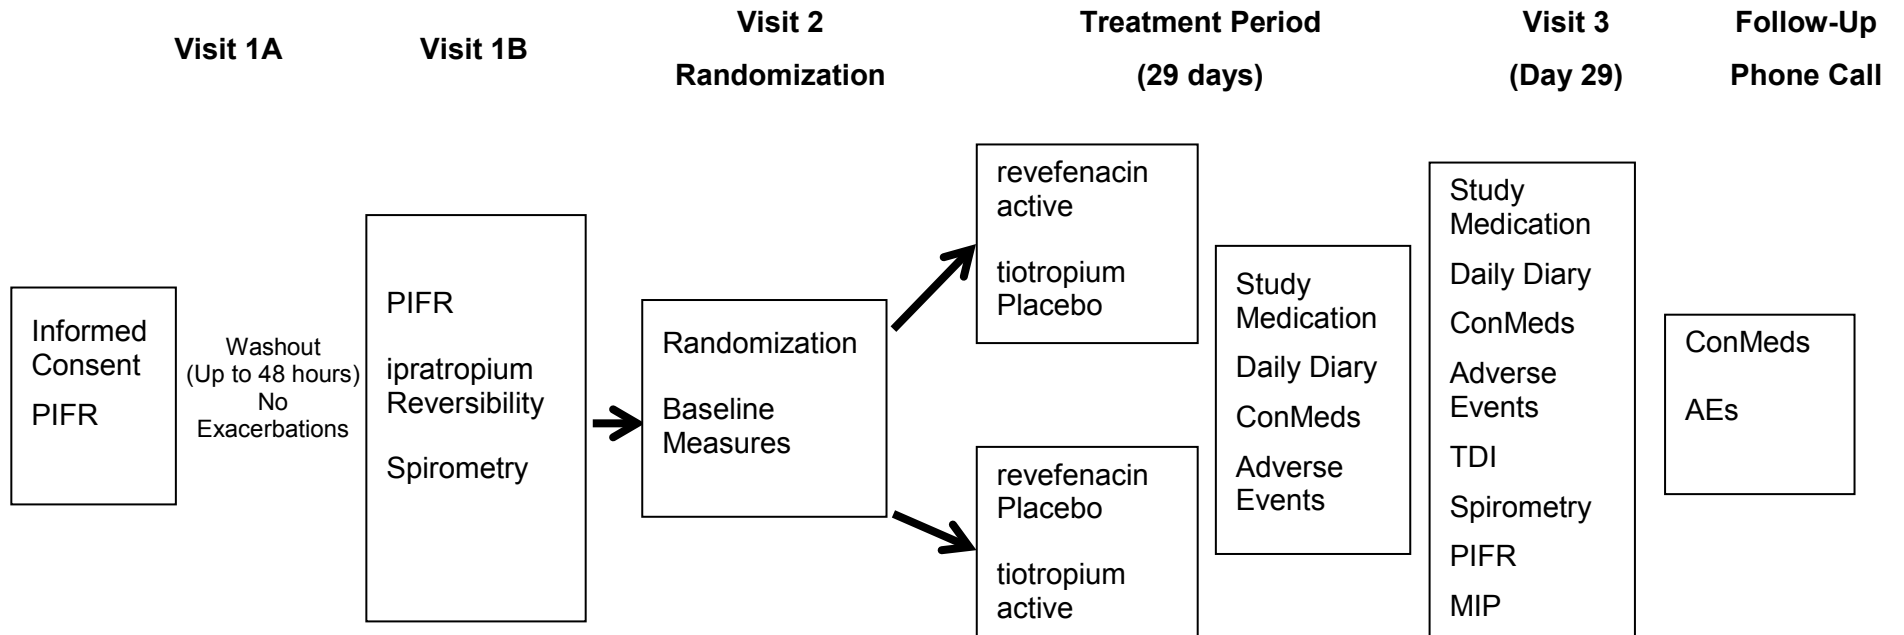 Visit 1A
Visit 1B
Visit 2
Randomization
Treatment Period
(29 days)
Visit 3
(Day 29)
Follow-Up
Phone Call
Informed
Consent
PIFR
Washout
(Up to 48 hours)
No
Exacerbations
PIFR
ipratropium
Reversibility
Spirometry
Randomization
Baseline
Measures
revefenacin
active
tiotropium
Placebo
revefenacin
Placebo
tiotropium
active
Study
Medication
Daily Diary
ConMeds
Adverse
Events
Study
Medication
Daily Diary
ConMeds
Adverse
Events
TDI
Spirometry
PIFR
MIP
ConMeds
AEs